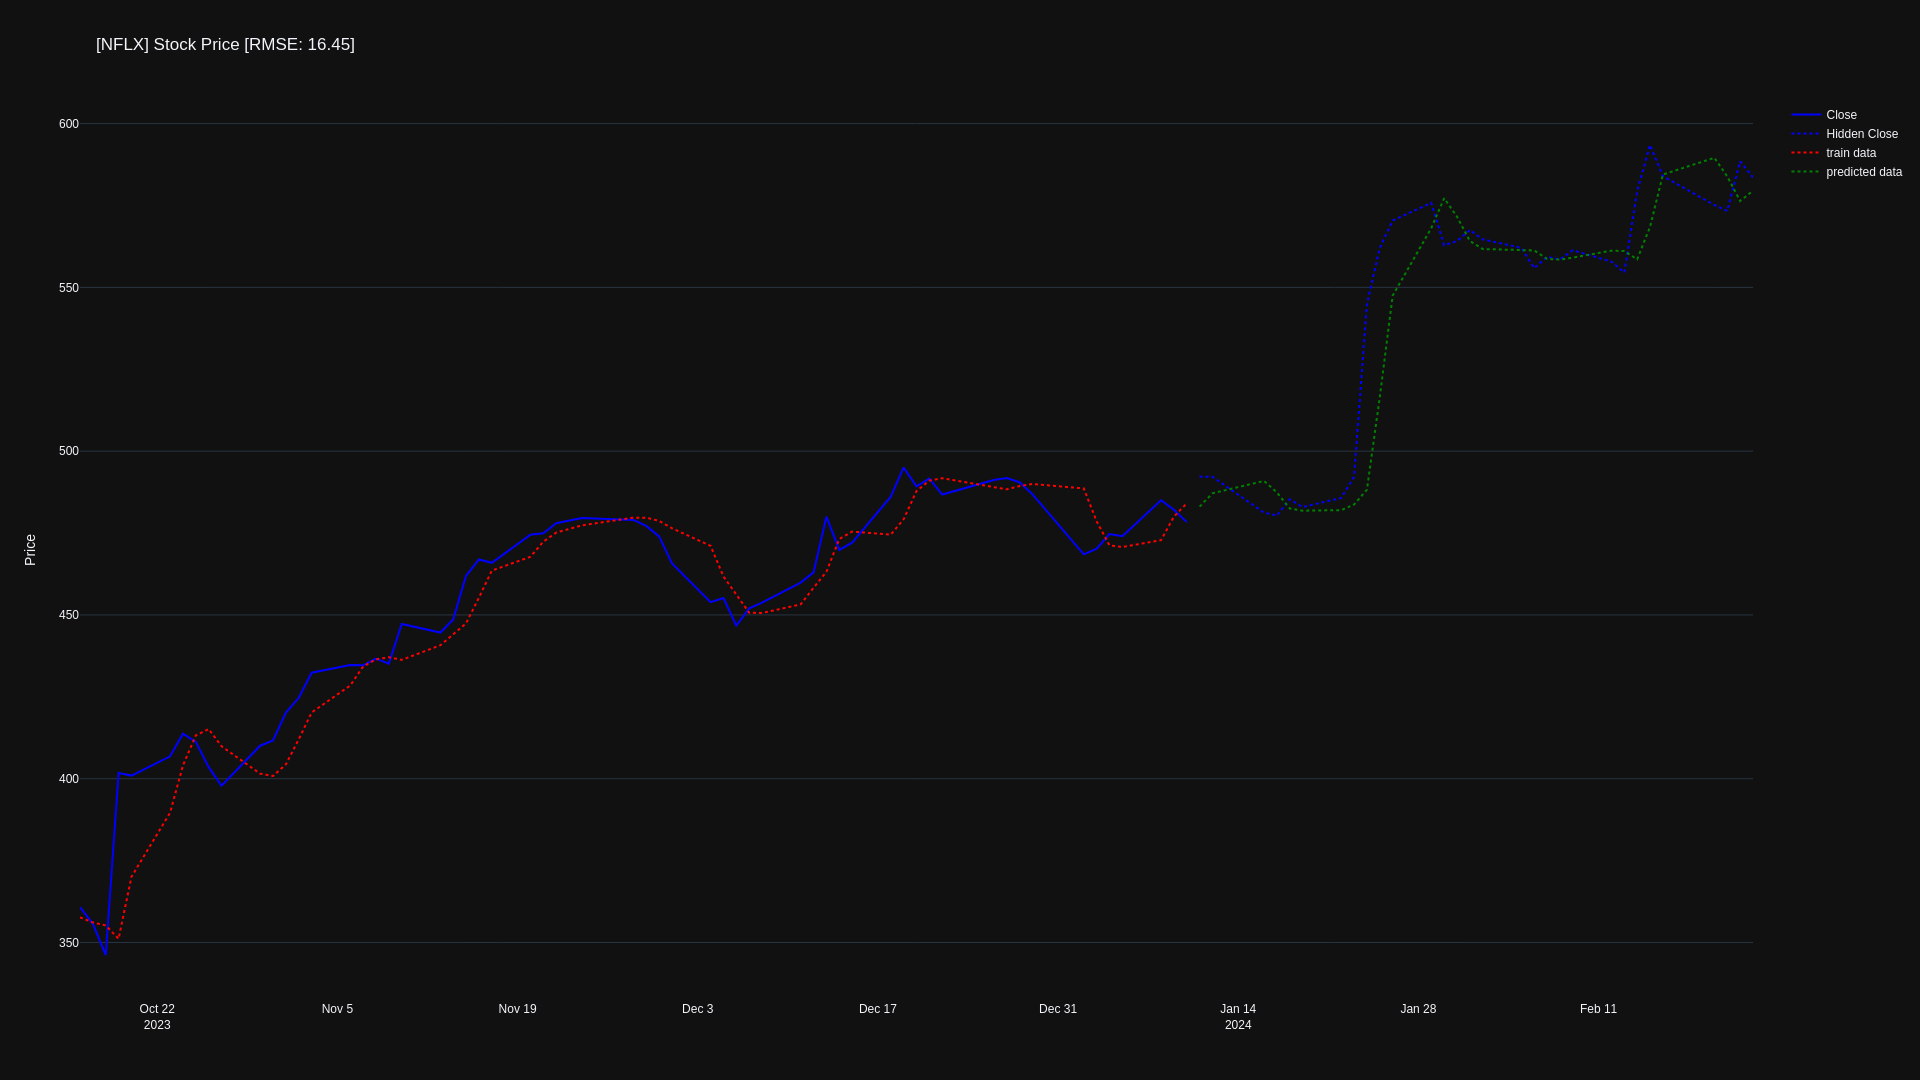 [NFLX] Stock Price [RMSE: 16.45]
Close
Hidden Close
train data
predicted data
600
550
500
450
400
350
Price
Oct 22
2023
Nov 5
Nov 19
Dec 3
Dec 17
Dec 31
Jan 14
2024
Jan 28
Feb 11